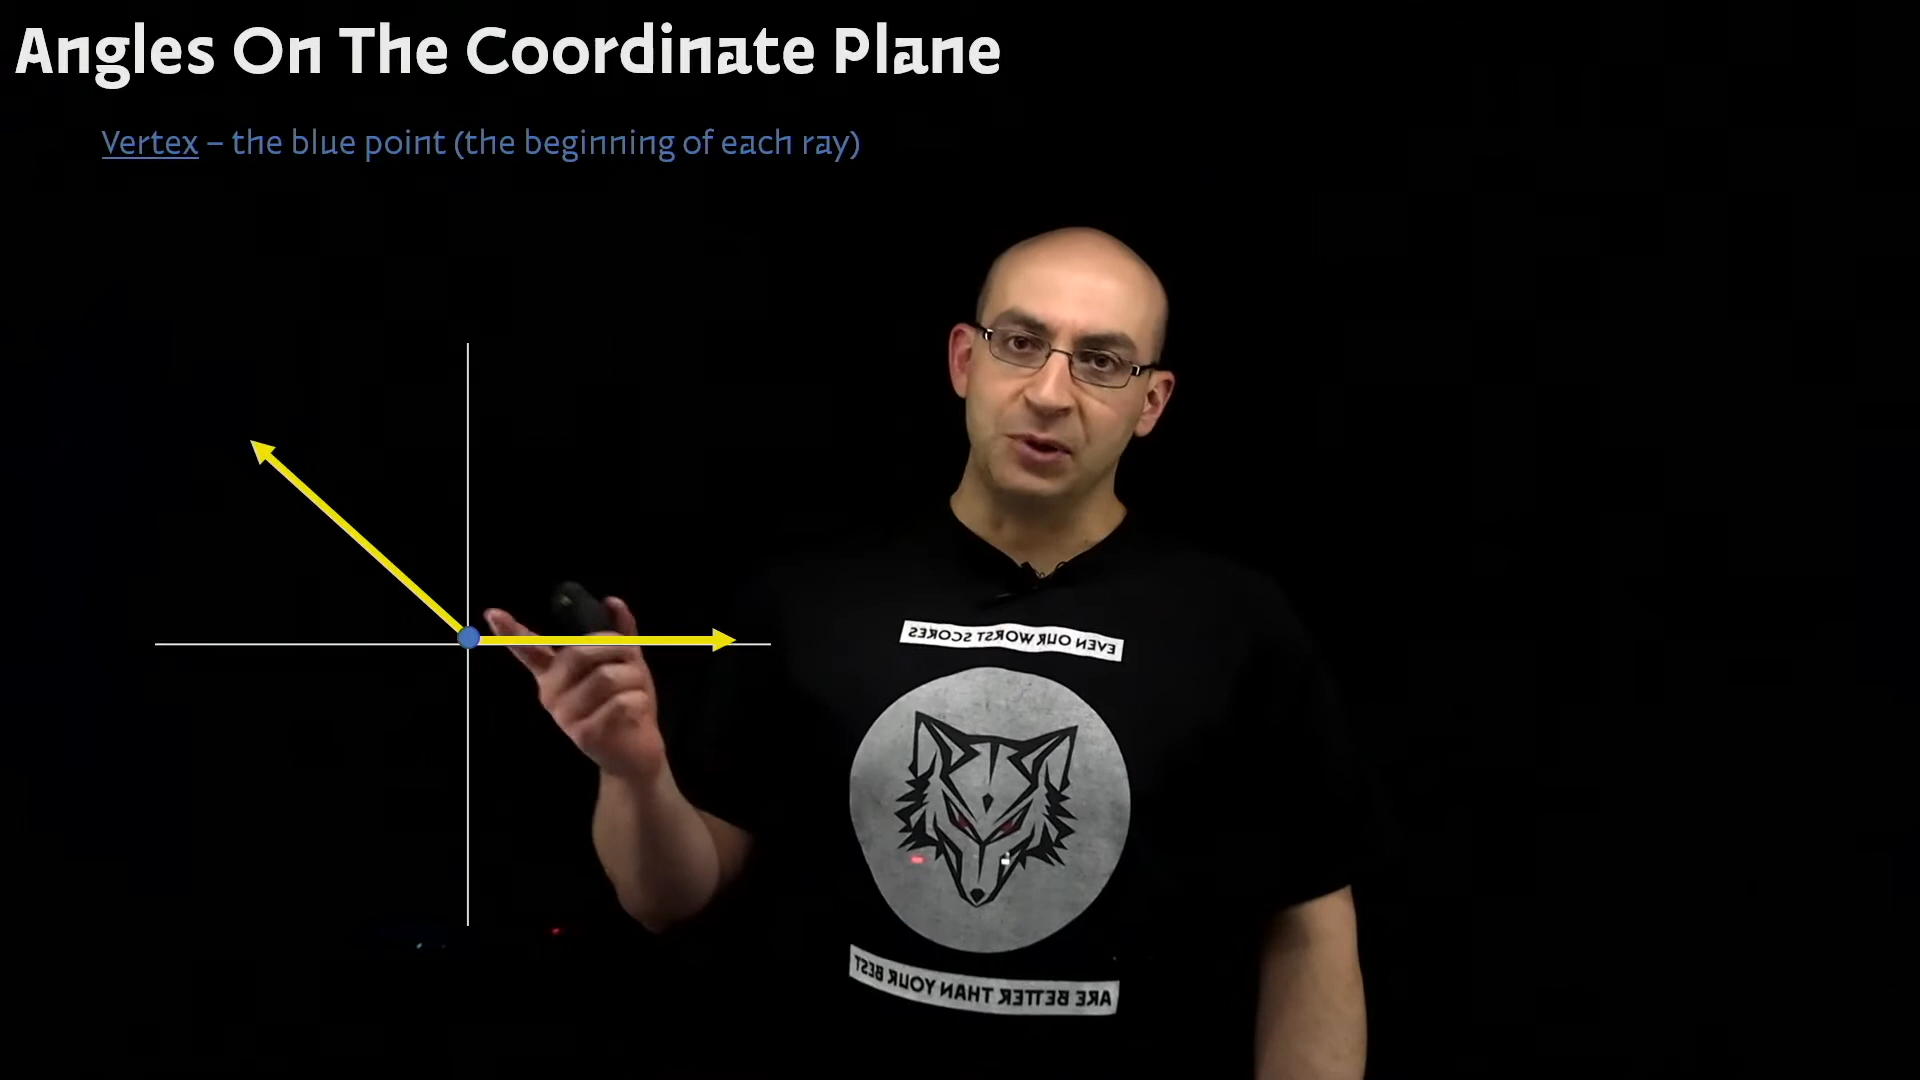 Angles On The Coordinate Plane
Vertex – the blue point (the beginning of each ray)
EVEN OUR WORST SCORES
ARE BETTER THAN YOUR BEST